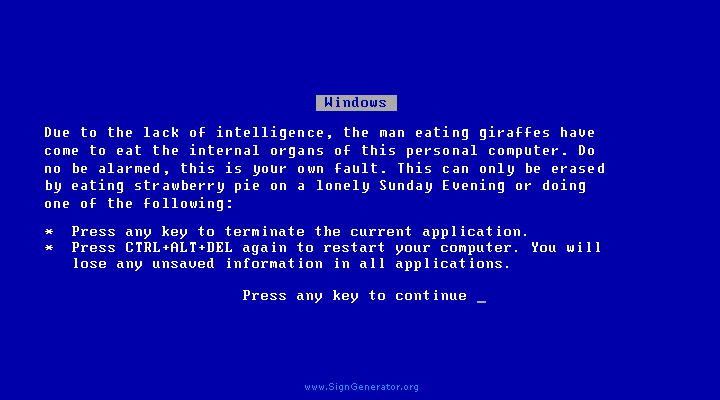 Windows
Due to the lack of intelligence, the man eating giraffes have
come to eat the internal organs of this personal computer. Do
no be alarmed, this is your own fault. This can only be erased
by eating strawberry pie on a lonely Sunday Evening or doing
one of the following:
* Press any key to terminate the current application.
* Press CTRL+ALT+DEL again to restart your computer. You will
lose any unsaved information in all applications.
Press any key to continue _
www.SignGenerator.org